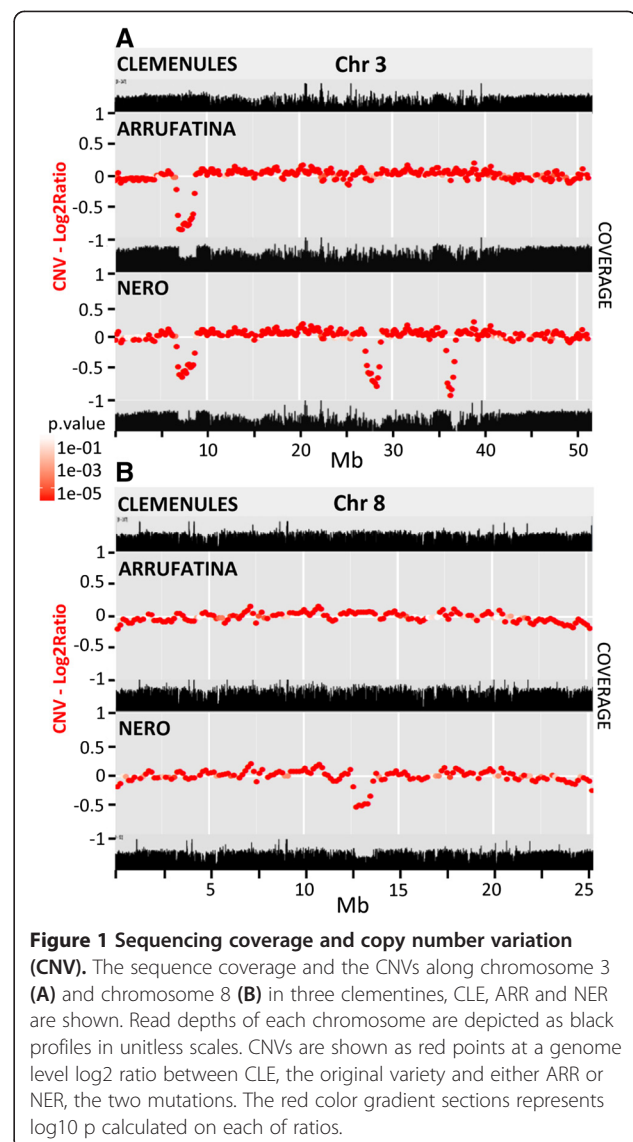 A
CLEMENULES Chr 3
1
ARRUFATINA
0.5
0
-0.5
-1
CNV - Log2Ratio
COVERAGE
1
NERO
0.5
0
-0.5
-1
p.value
1e-01
1e-03
1e-05
10 20 30 40 50
Mb
B
CLEMENULES Chr 8
1
ARRUFATINA
0.5
0
-0.5
-1
CNV - Log2Ratio
COVERAGE
1
NERO
0.5
0
-0.5
-1
5 10 15 20 25
Mb
Figure 1 Sequencing coverage and copy number variation
(CNV). The sequence coverage and the CNVs along chromosome 3
(A) and chromosome 8 (B) in three clementines, CLE, ARR and NER
are shown. Read depths of each chromosome are depicted as black
profiles in unitless scales. CNVs are shown as red points at a genome
level log2 ratio between CLE, the original variety and either ARR or
NER, the two mutations. The red color gradient sections represents
log10 p calculated on each of ratios.